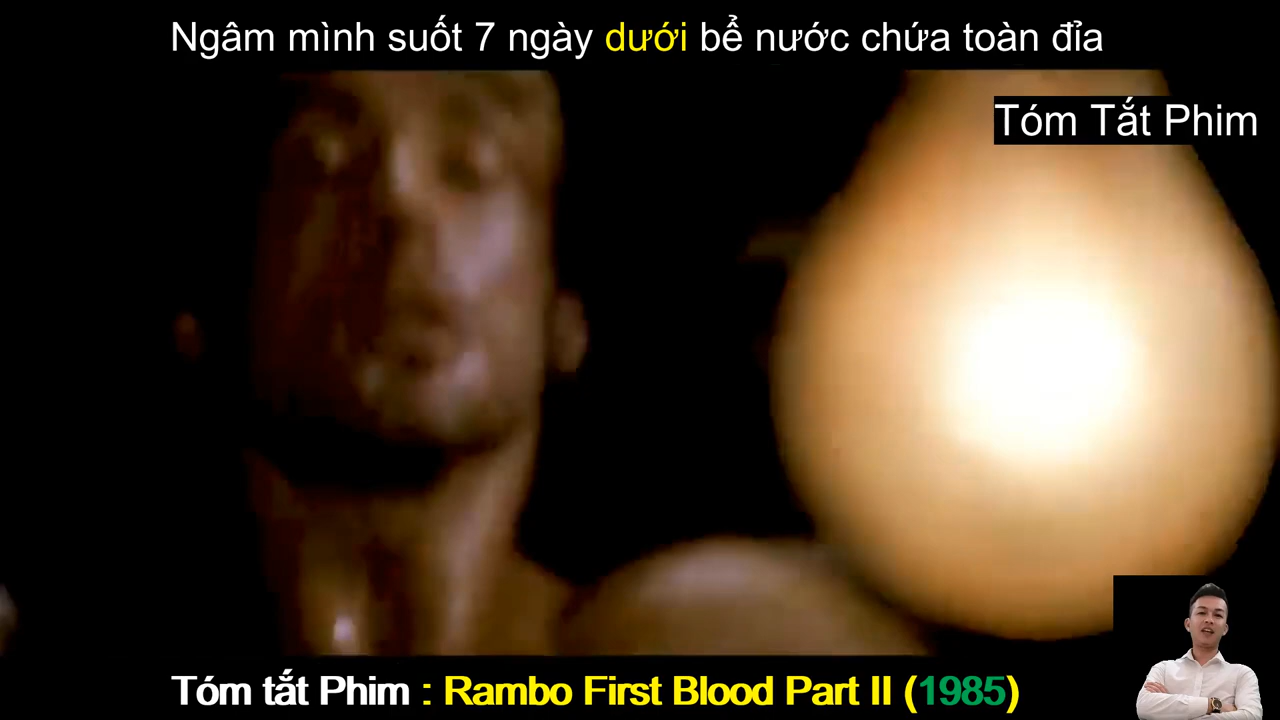 Ngâm mình suốt 7 ngày dưới bể nước chứa toàn đỉa
Tóm Tắt Phim
Tóm tắt Phim : Rambo First Blood Part II (1985)